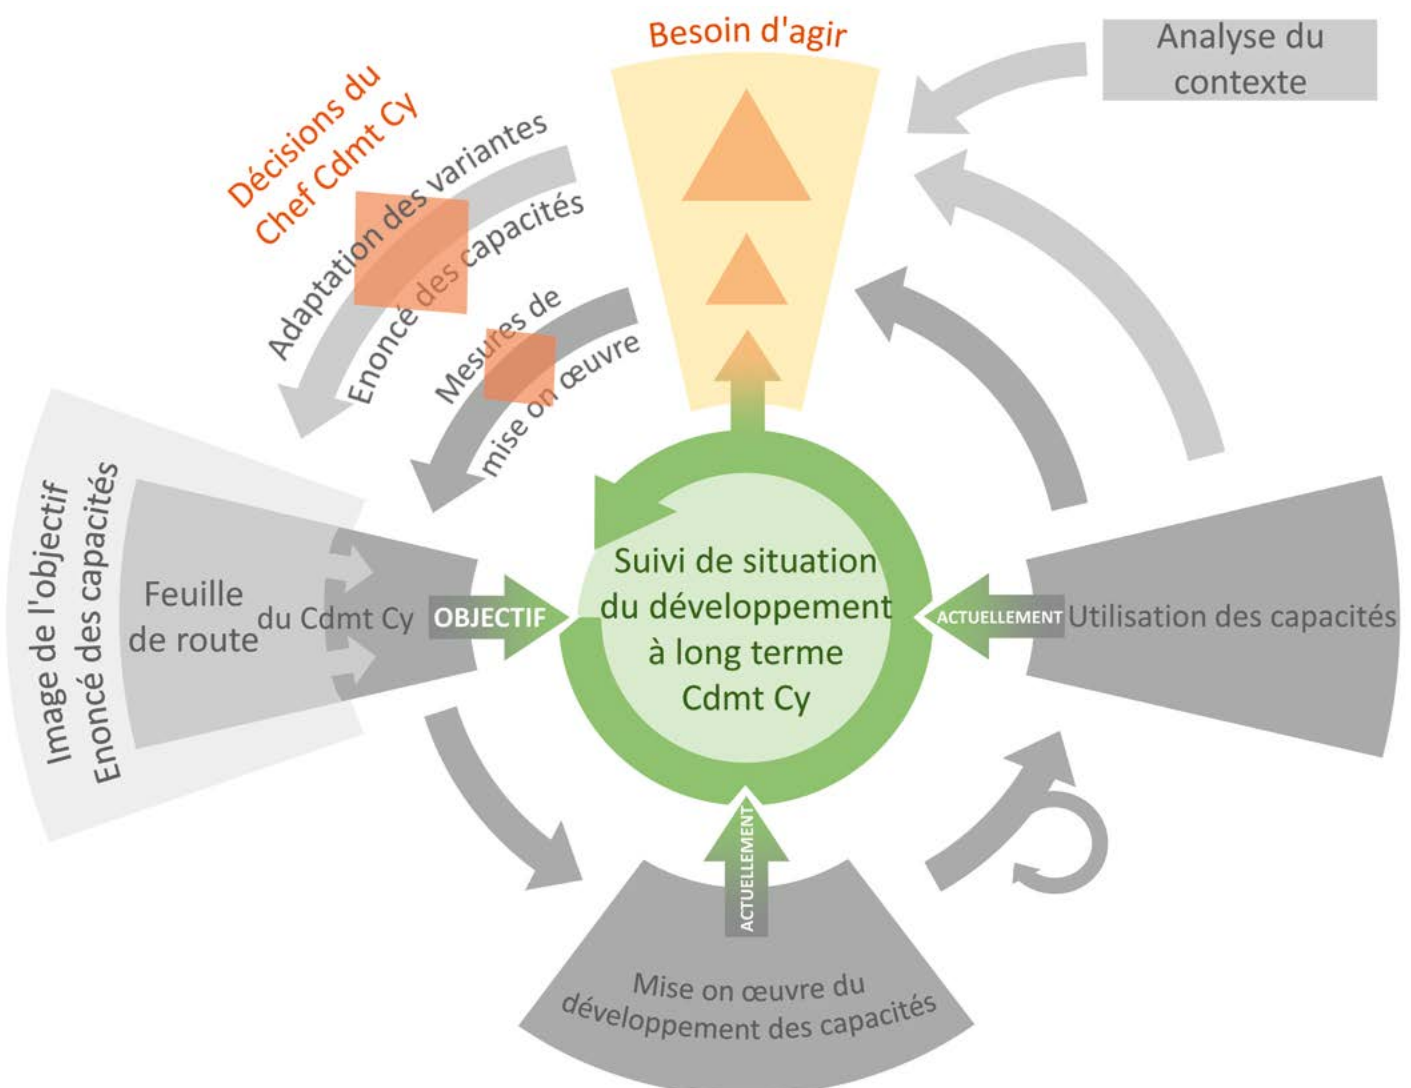 Besoin d'agir
Analyse du
contexte
Décisions du
Chef Cdmt Cy
Adaptation des variantes
Enoncé des capacités
Mesures de
mise on œuvre
Image de l'objectif
Enoncé des capacités
Feuille
de route
du Cdmt Cy
OBJECTIF
Suivi de situation
du développement
à long terme
Cdmt Cy
ACTUELLEMENT
Utilisation des capacités
ACTUELLEMENT
Mise on œuvre du
développement des capacités